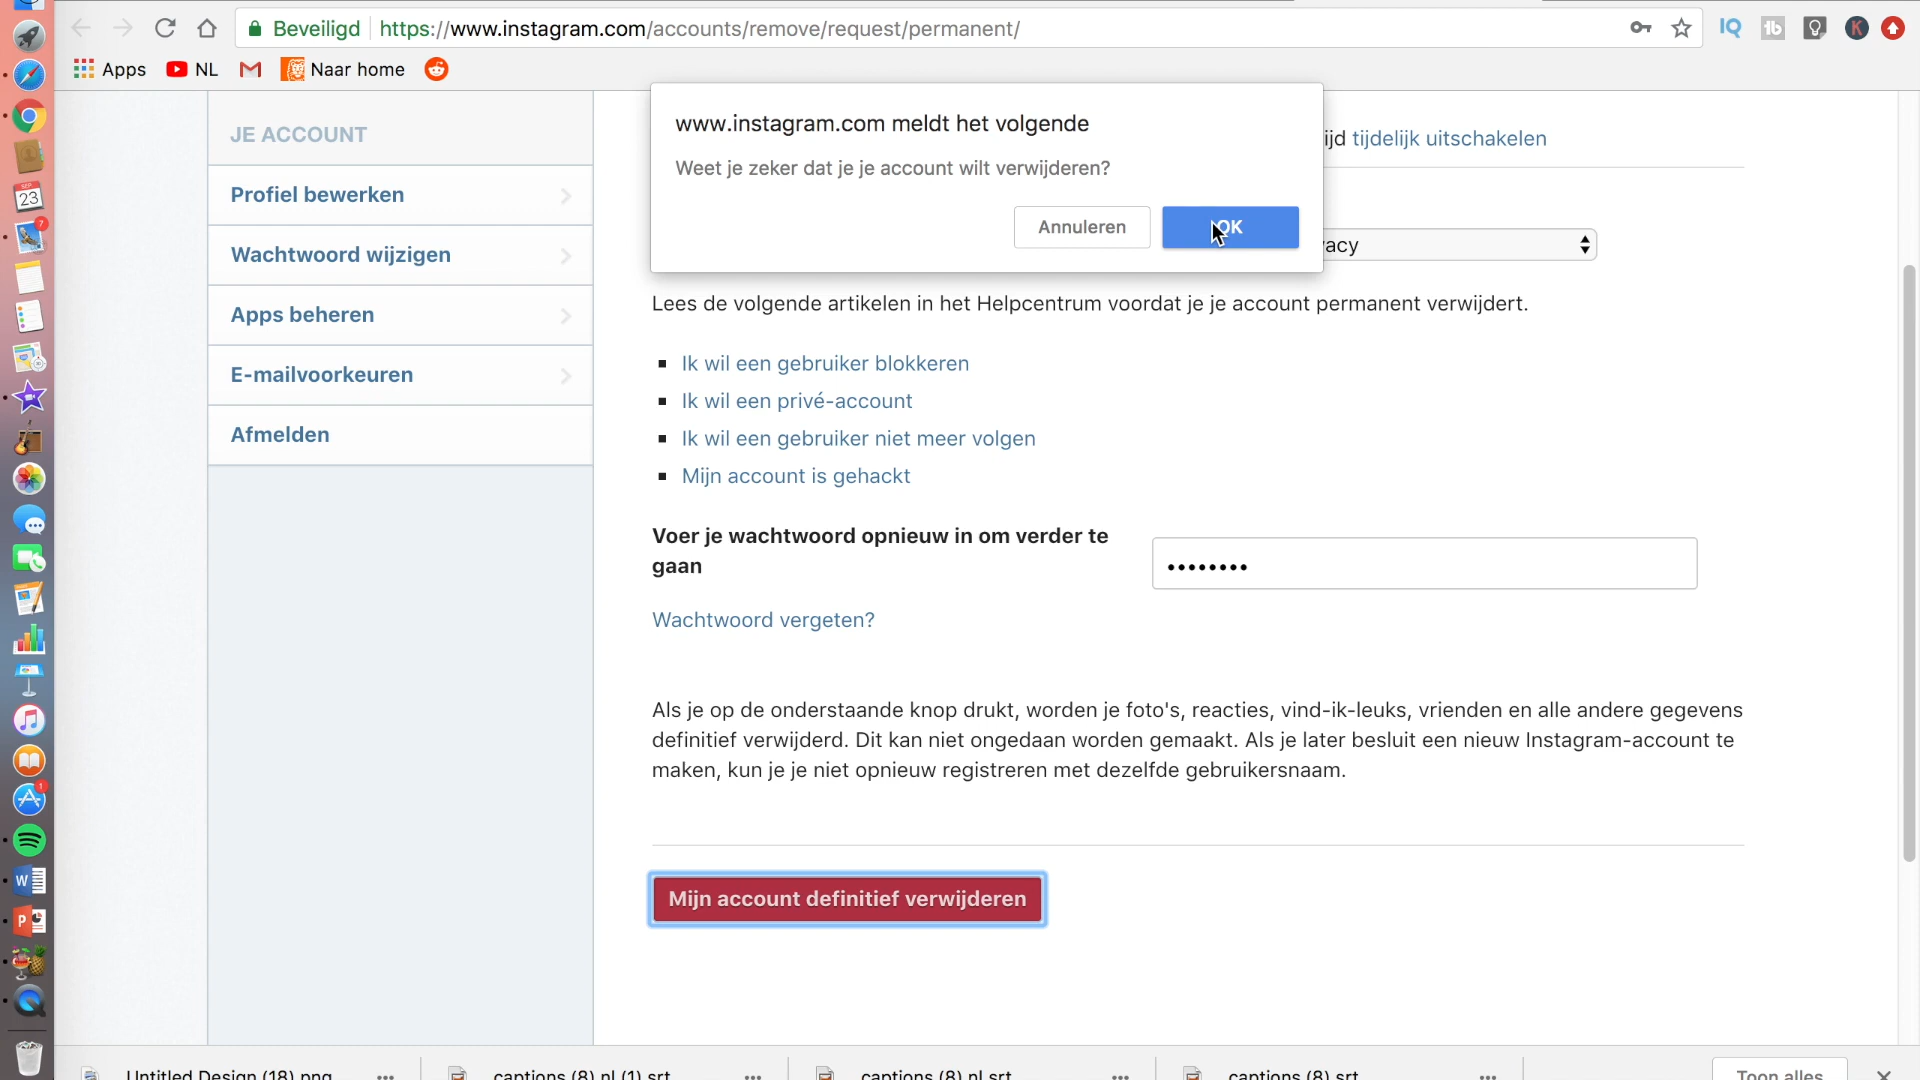 Beveiligd https://www.instagram.com/accounts/remove/request/permanent/
IQ tb K
Apps NL Naar home
www.instagram.com meldt het volgende
Weet je zeker dat je je account wilt verwijderen?
Annuleren OK
JE ACCOUNT
Profiel bewerken
Wachtwoord wijzigen
Apps beheren
E-mailvoorkeuren
Afmelden
tijdelijk uitschakelen
Lees de volgende artikelen in het Helpcentrum voordat je je account permanent verwijdert.
Ik wil een gebruiker blokkeren
Ik wil een privé-account
Ik wil een gebruiker niet meer volgen
Mijn account is gehackt
Voer je wachtwoord opnieuw in om verder te
gaan
••••••••
Wachtwoord vergeten?
Als je op de onderstaande knop drukt, worden je foto's, reacties, vind-ik-leuks, vrienden en alle andere gegevens
definitief verwijderd. Dit kan niet ongedaan worden gemaakt. Als je later besluit een nieuw Instagram-account te
maken, kun je je niet opnieuw registreren met dezelfde gebruikersnaam.
Mijn account definitief verwijderen
SEP
23
7
1
W
P
Untitled Design (18).png captions (8) nl (1).srt captions (8) nl.srt captions (8).srt Toon alles